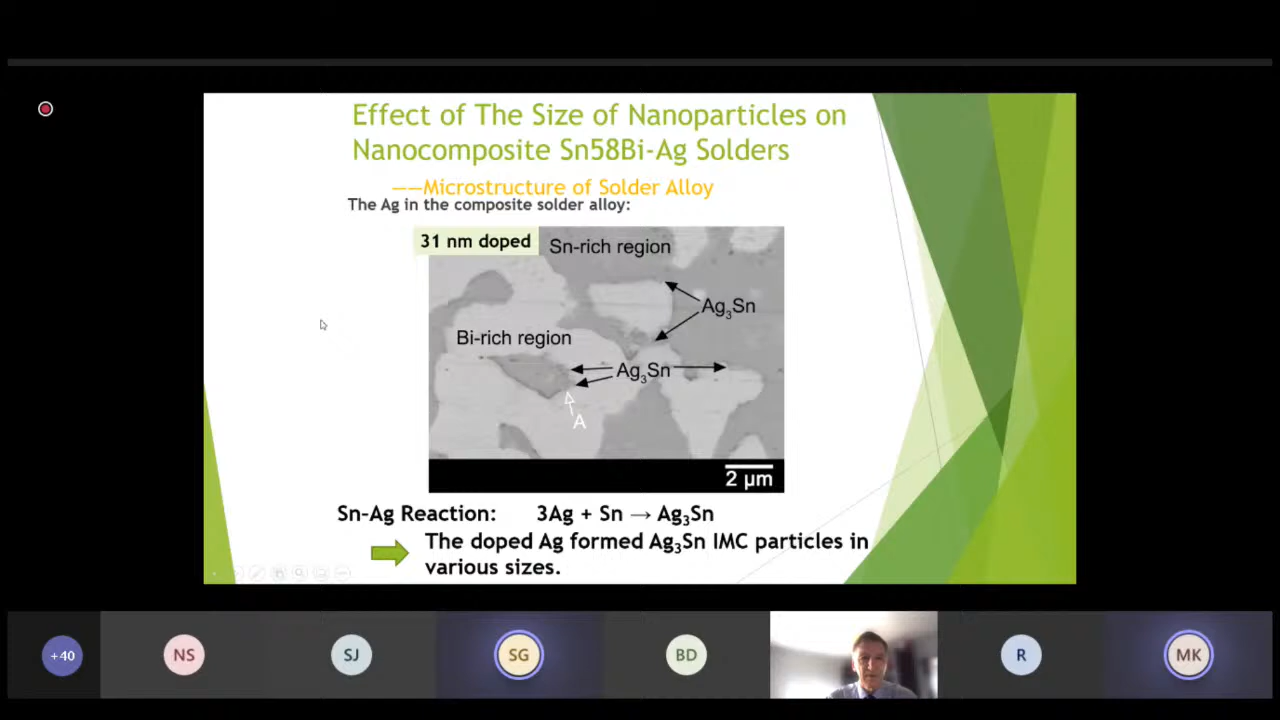 Effect of The Size of Nanoparticles on
Nanocomposite Sn58Bi-Ag Solders
——Microstructure of Solder Alloy
The Ag in the composite solder alloy:
31 nm doped
Sn-rich region
Ag₃Sn
Bi-rich region
Ag₃Sn
A
2 μm
Sn-Ag Reaction: 3Ag + Sn → Ag₃Sn
The doped Ag formed Ag₃Sn IMC particles in
various sizes.
+40
NS
SJ
SG
BD
R
MK